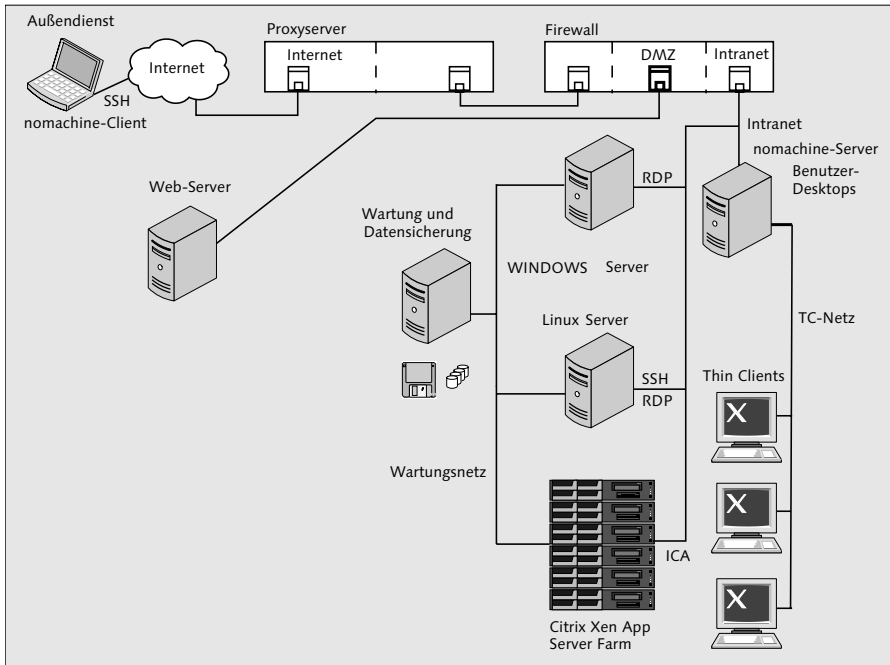 Außendienst
Proxyserver
Firewall
Internet
Internet
DMZ
Intranet
SSH
nomachine-Client
Intranet
nomachine-Server
Benutzer-
Desktops
RDP
Web-Server
Wartung und
Datensicherung
WINDOWS Server
Linux Server
TC-Netz
SSH
RDP
Thin Clients
X
Wartungsnetz
X
ICA
X
Citrix Xen App
Server Farm